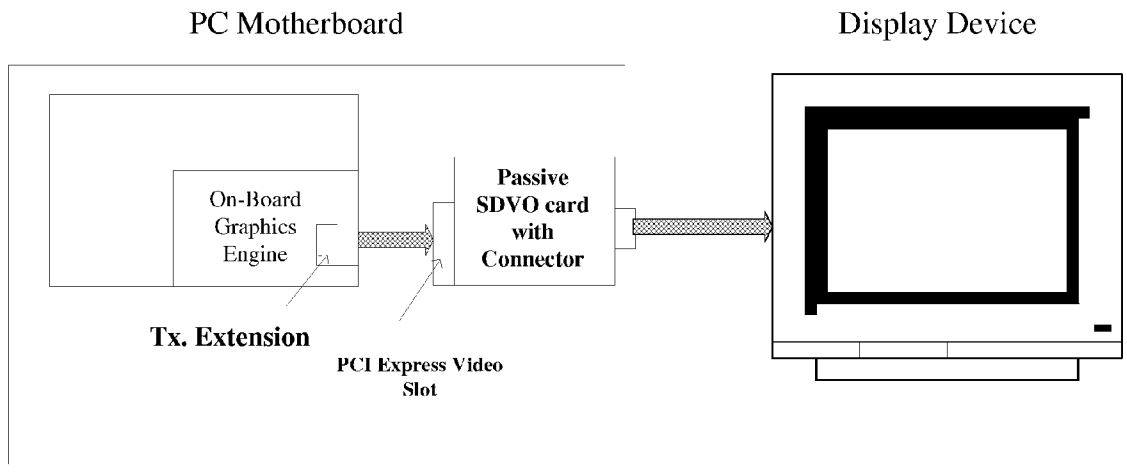 PC Motherboard
Display Device
On-Board
Graphics
Engine
Passive
SDVO card
with
Connector
Tx. Extension
PCI Express Video
Slot